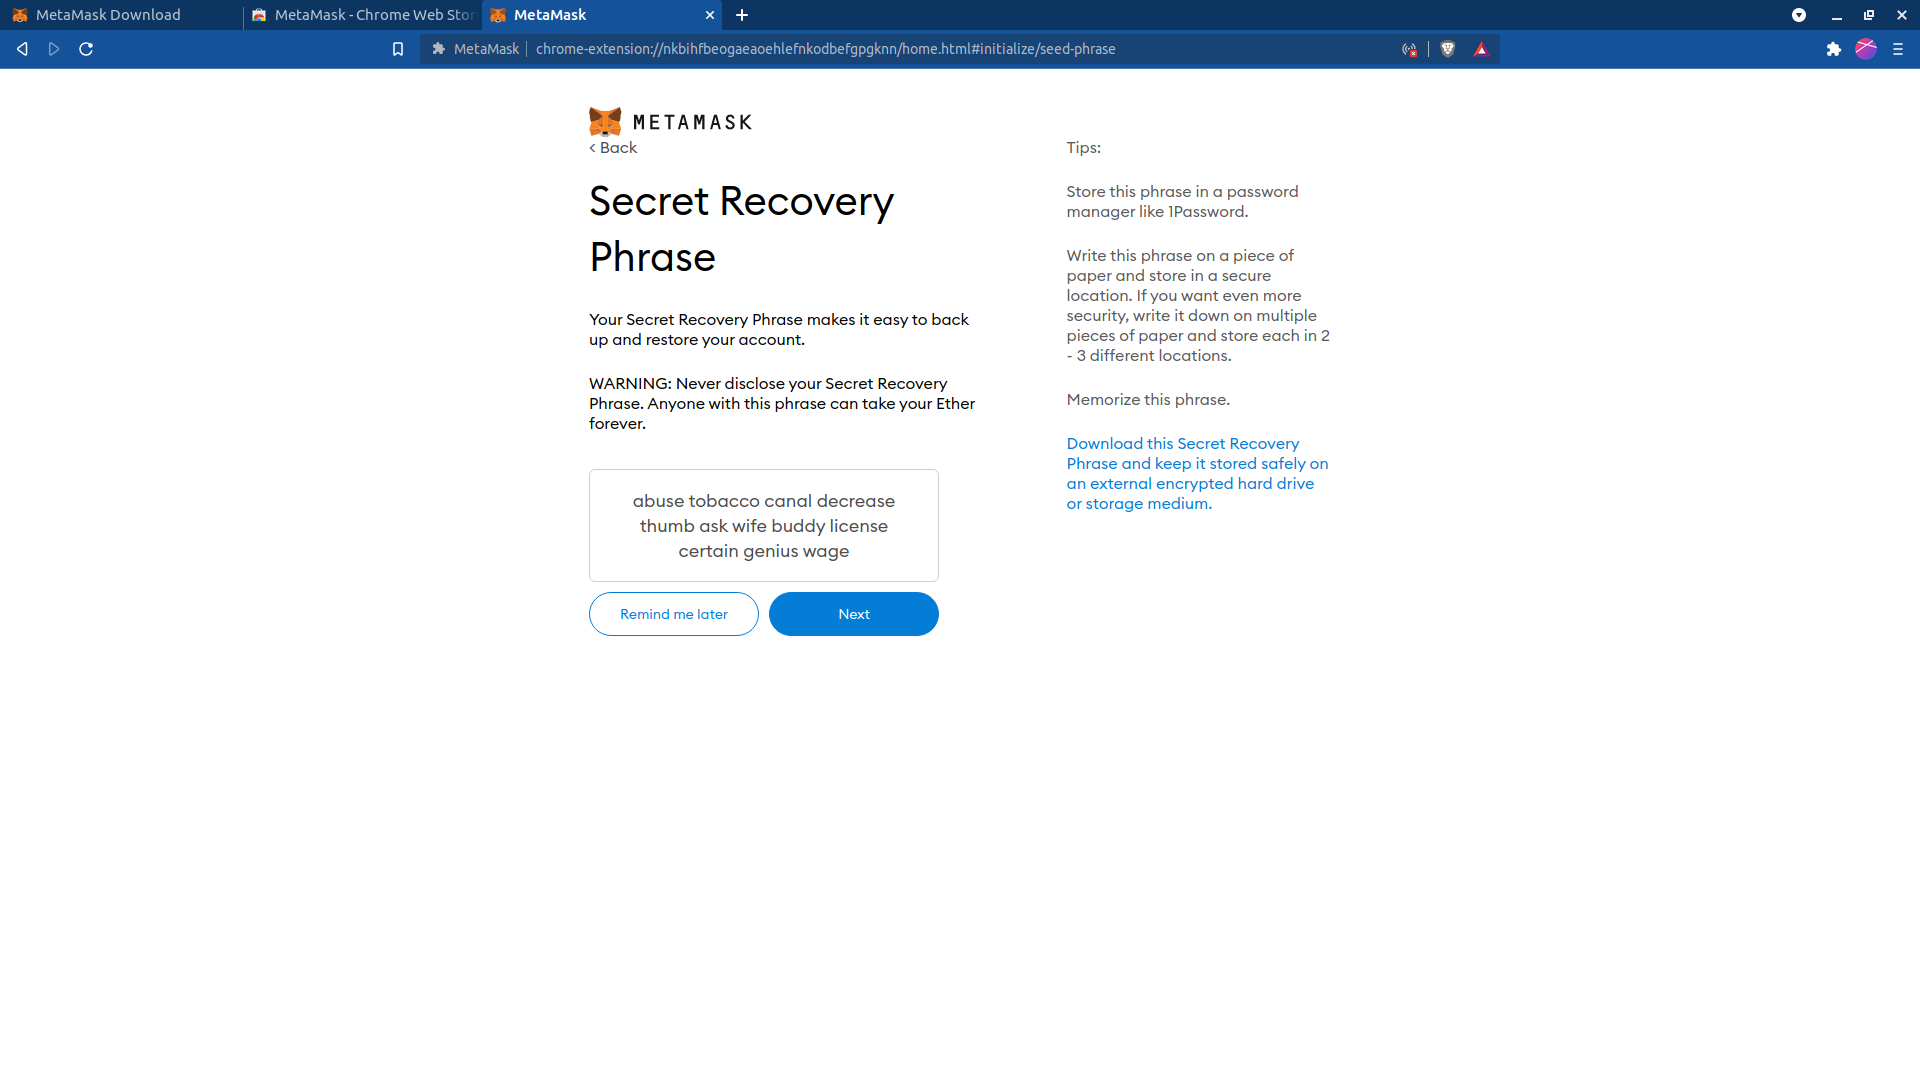 MetaMask Download
MetaMask - Chrome Web Stor
MetaMask
MetaMask
chrome-extension://nkbihfbeogaeaoehlefnkodbefgpgknn/home.html#initialize/seed-phrase
METAMASK
< Back
Secret Recovery
Phrase
Your Secret Recovery Phrase makes it easy to back
up and restore your account.
WARNING: Never disclose your Secret Recovery
Phrase. Anyone with this phrase can take your Ether
forever.
abuse tobacco canal decrease
thumb ask wife buddy license
certain genius wage
Remind me later
Next
Tips:
Store this phrase in a password
manager like 1Password.
Write this phrase on a piece of
paper and store in a secure
location. If you want even more
security, write it down on multiple
pieces of paper and store each in 2
- 3 different locations.
Memorize this phrase.
Download this Secret Recovery
Phrase and keep it stored safely on
an external encrypted hard drive
or storage medium.